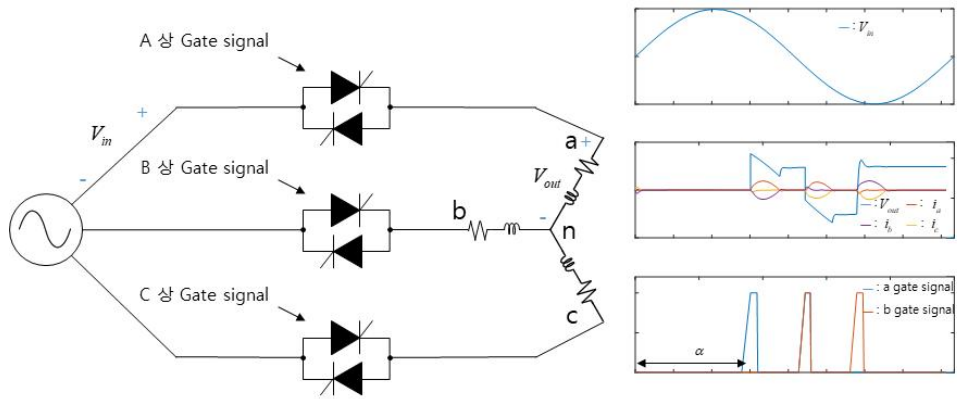 A 상 Gate signal
+
V_in
-
B 상 Gate signal
C 상 Gate signal
a
+
V_out
-
b
n
c
— : V_in
— : V_out — : i_a
— : i_b — : i_c
— : a gate signal
— : b gate signal
α